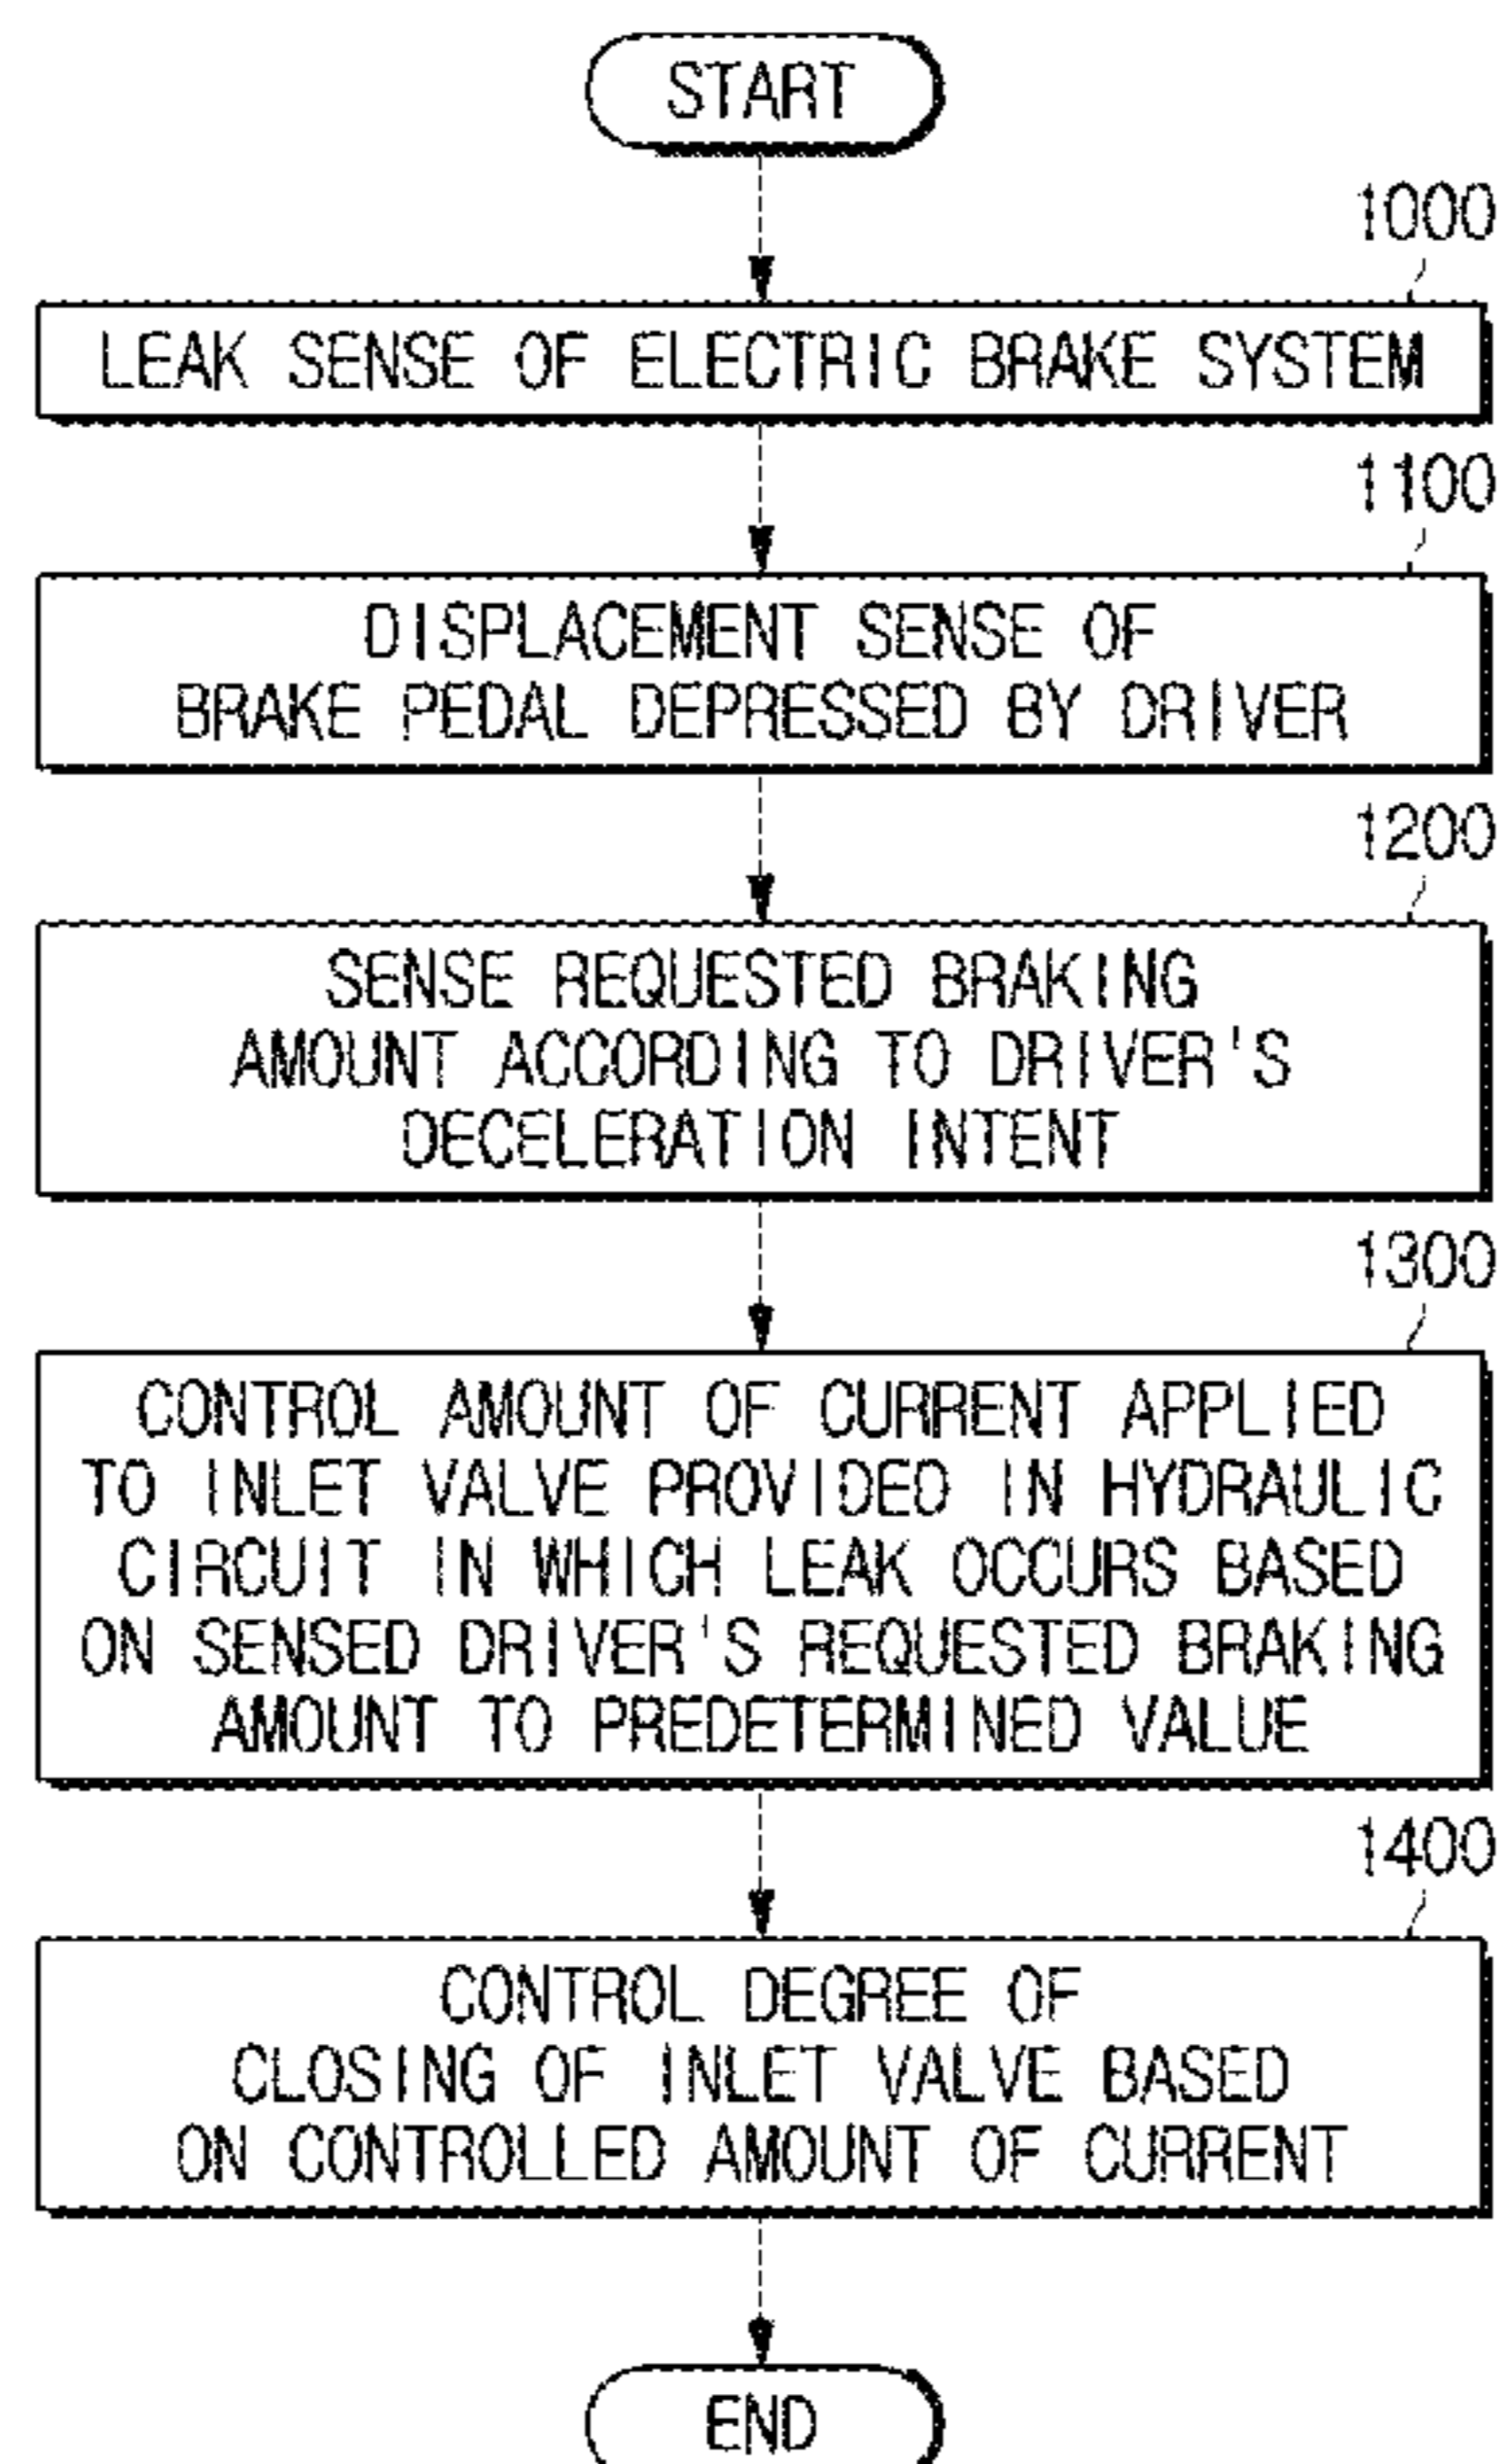 START
1000
LEAK SENSE OF ELECTRIC BRAKE SYSTEM
1100
DISPLACEMENT SENSE OF
BRAKE PEDAL DEPRESSED BY DRIVER
1200
SENSE REQUESTED BRAKING
AMOUNT ACCORDING TO DRIVER'S
DECELERATION INTENT
1300
CONTROL AMOUNT OF CURRENT APPLIED
TO INLET VALVE PROVIDED IN HYDRAULIC
CIRCUIT IN WHICH LEAK OCCURS BASED
ON SENSED DRIVER'S REQUESTED BRAKING
AMOUNT TO PREDETERMINED VALUE
1400
CONTROL DEGREE OF
CLOSING OF INLET VALVE BASED
ON CONTROLLED AMOUNT OF CURRENT
END